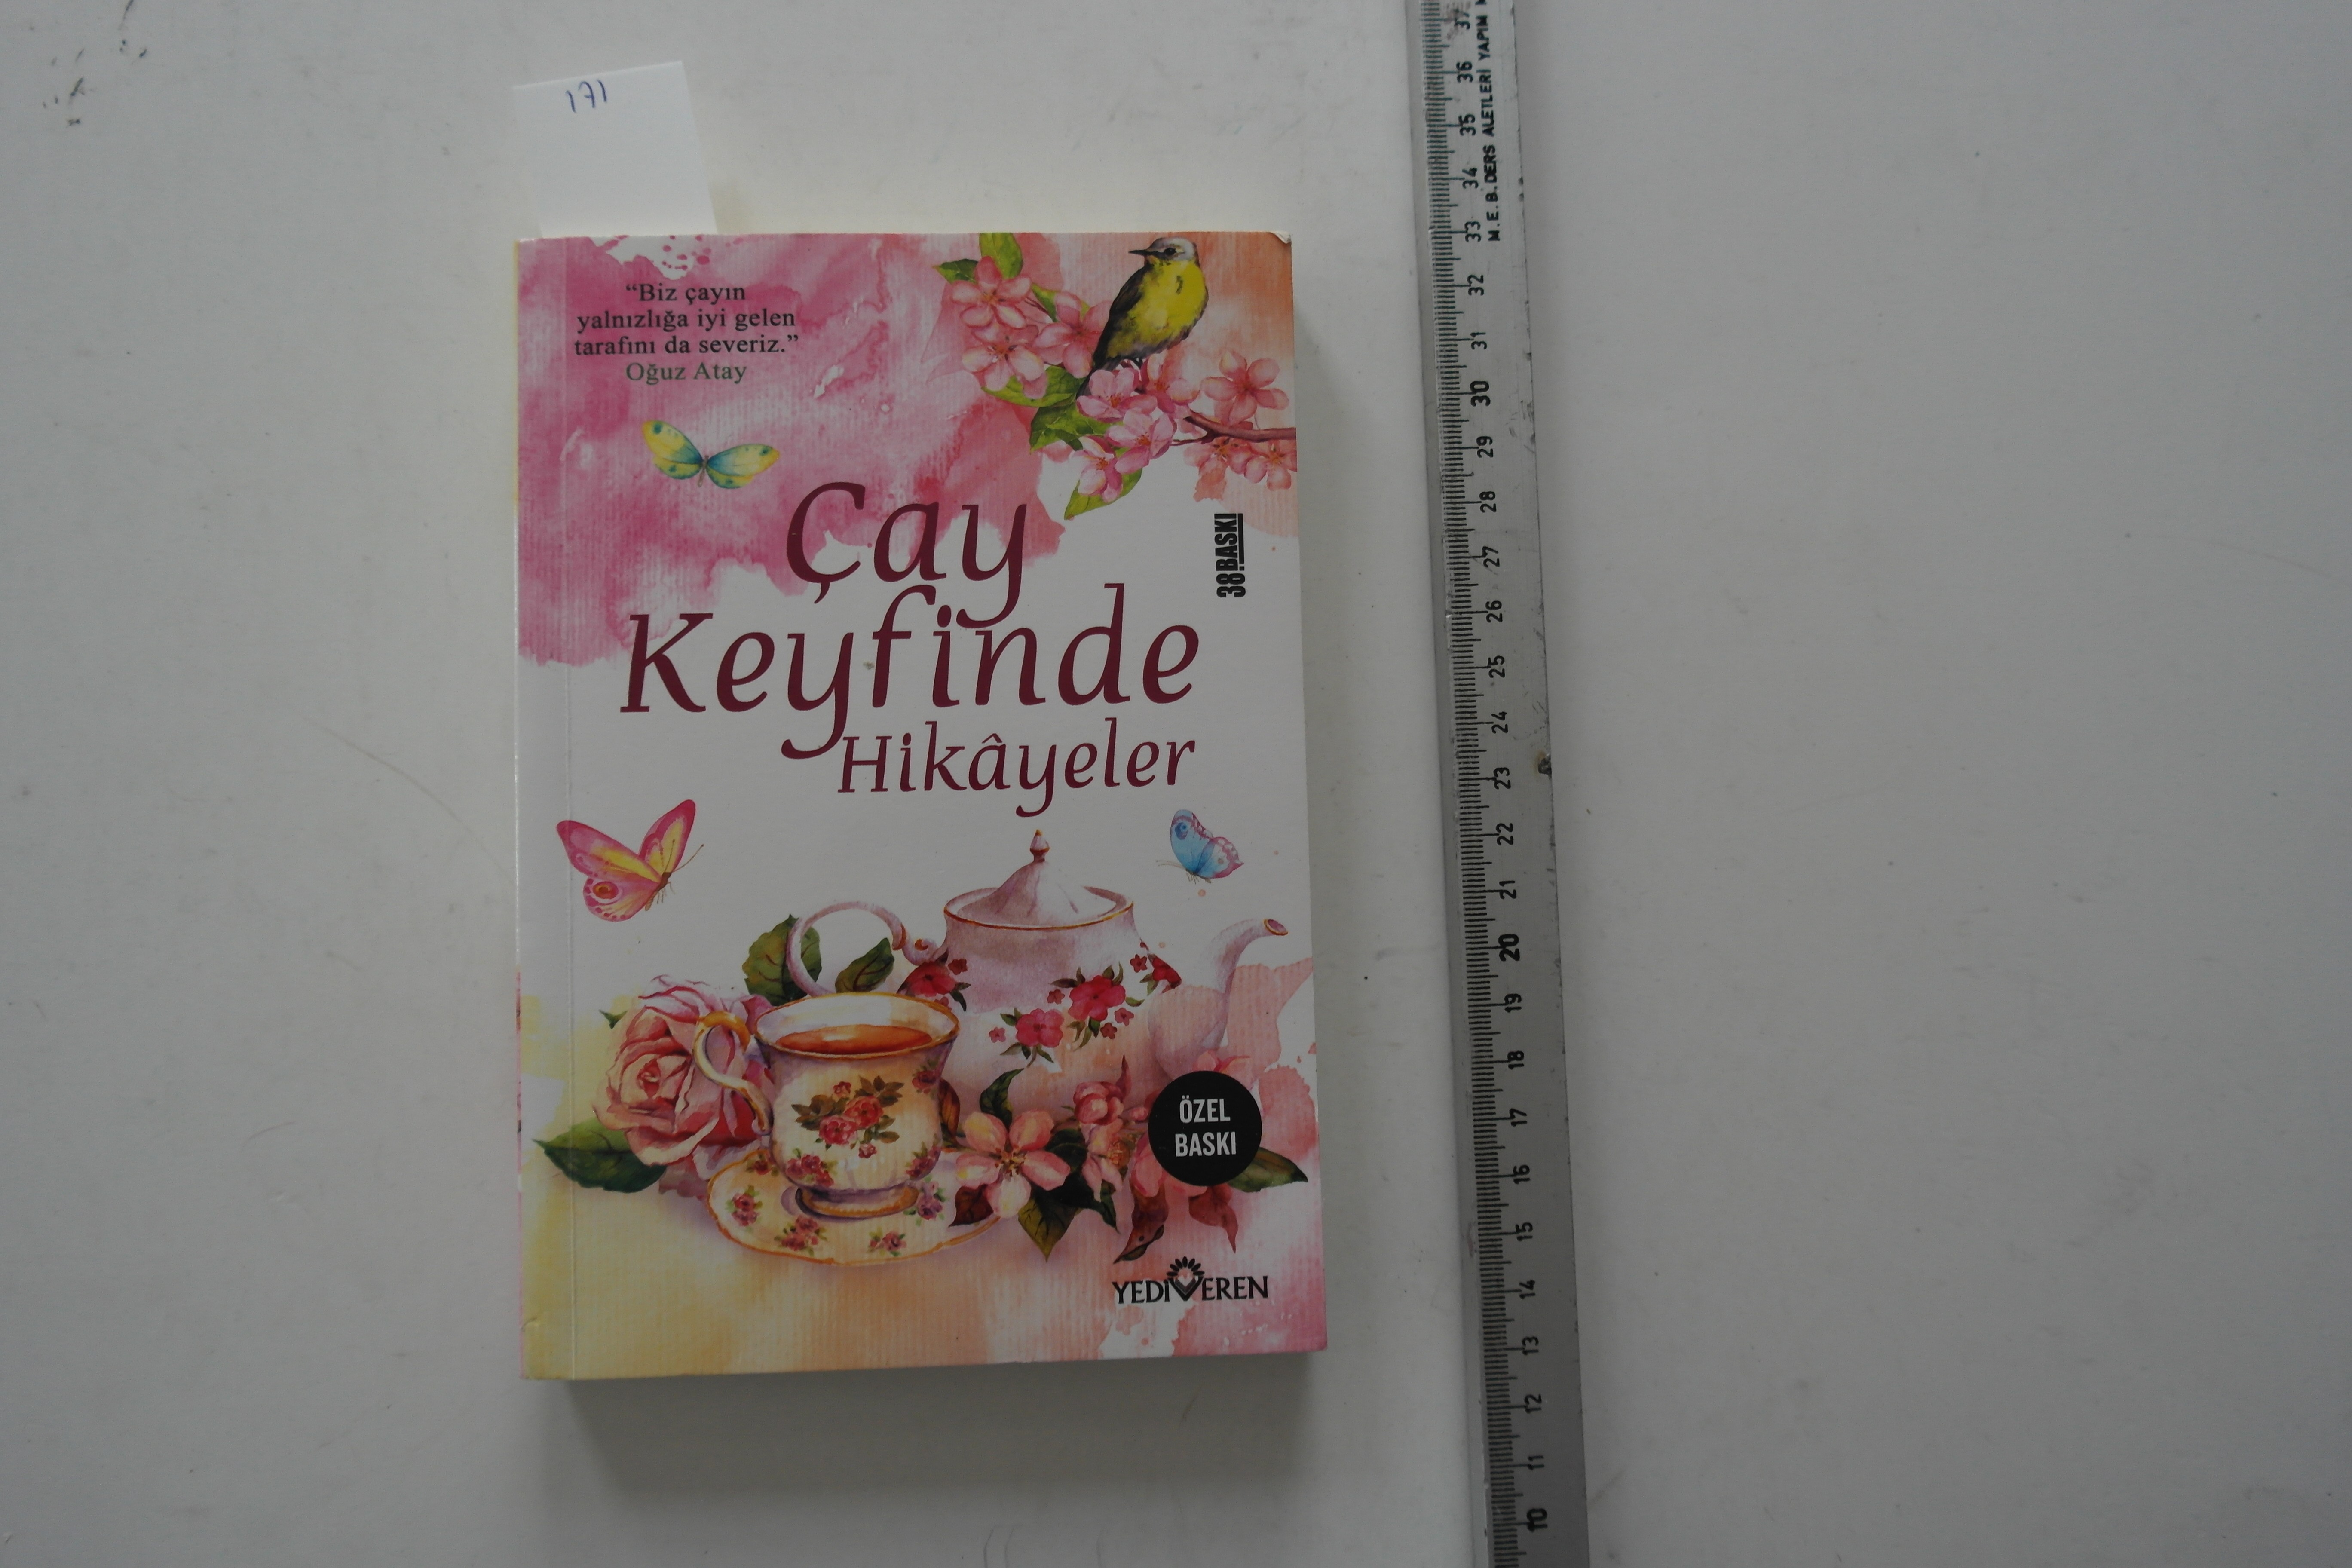 171
“Biz çayın
yalnızlığa iyi gelen
tarafını da severiz.”
Oğuz Atay
Çay
Keyfinde
Hikâyeler
38.BASKI
ÖZEL
BASKI
YEDİVEREN
M.E.B. DERS ALETLERİ YAPIM
37
36
35
34
33
32
31
30
29
28
27
26
25
24
23
22
21
20
19
18
17
16
15
14
13
12
11
10